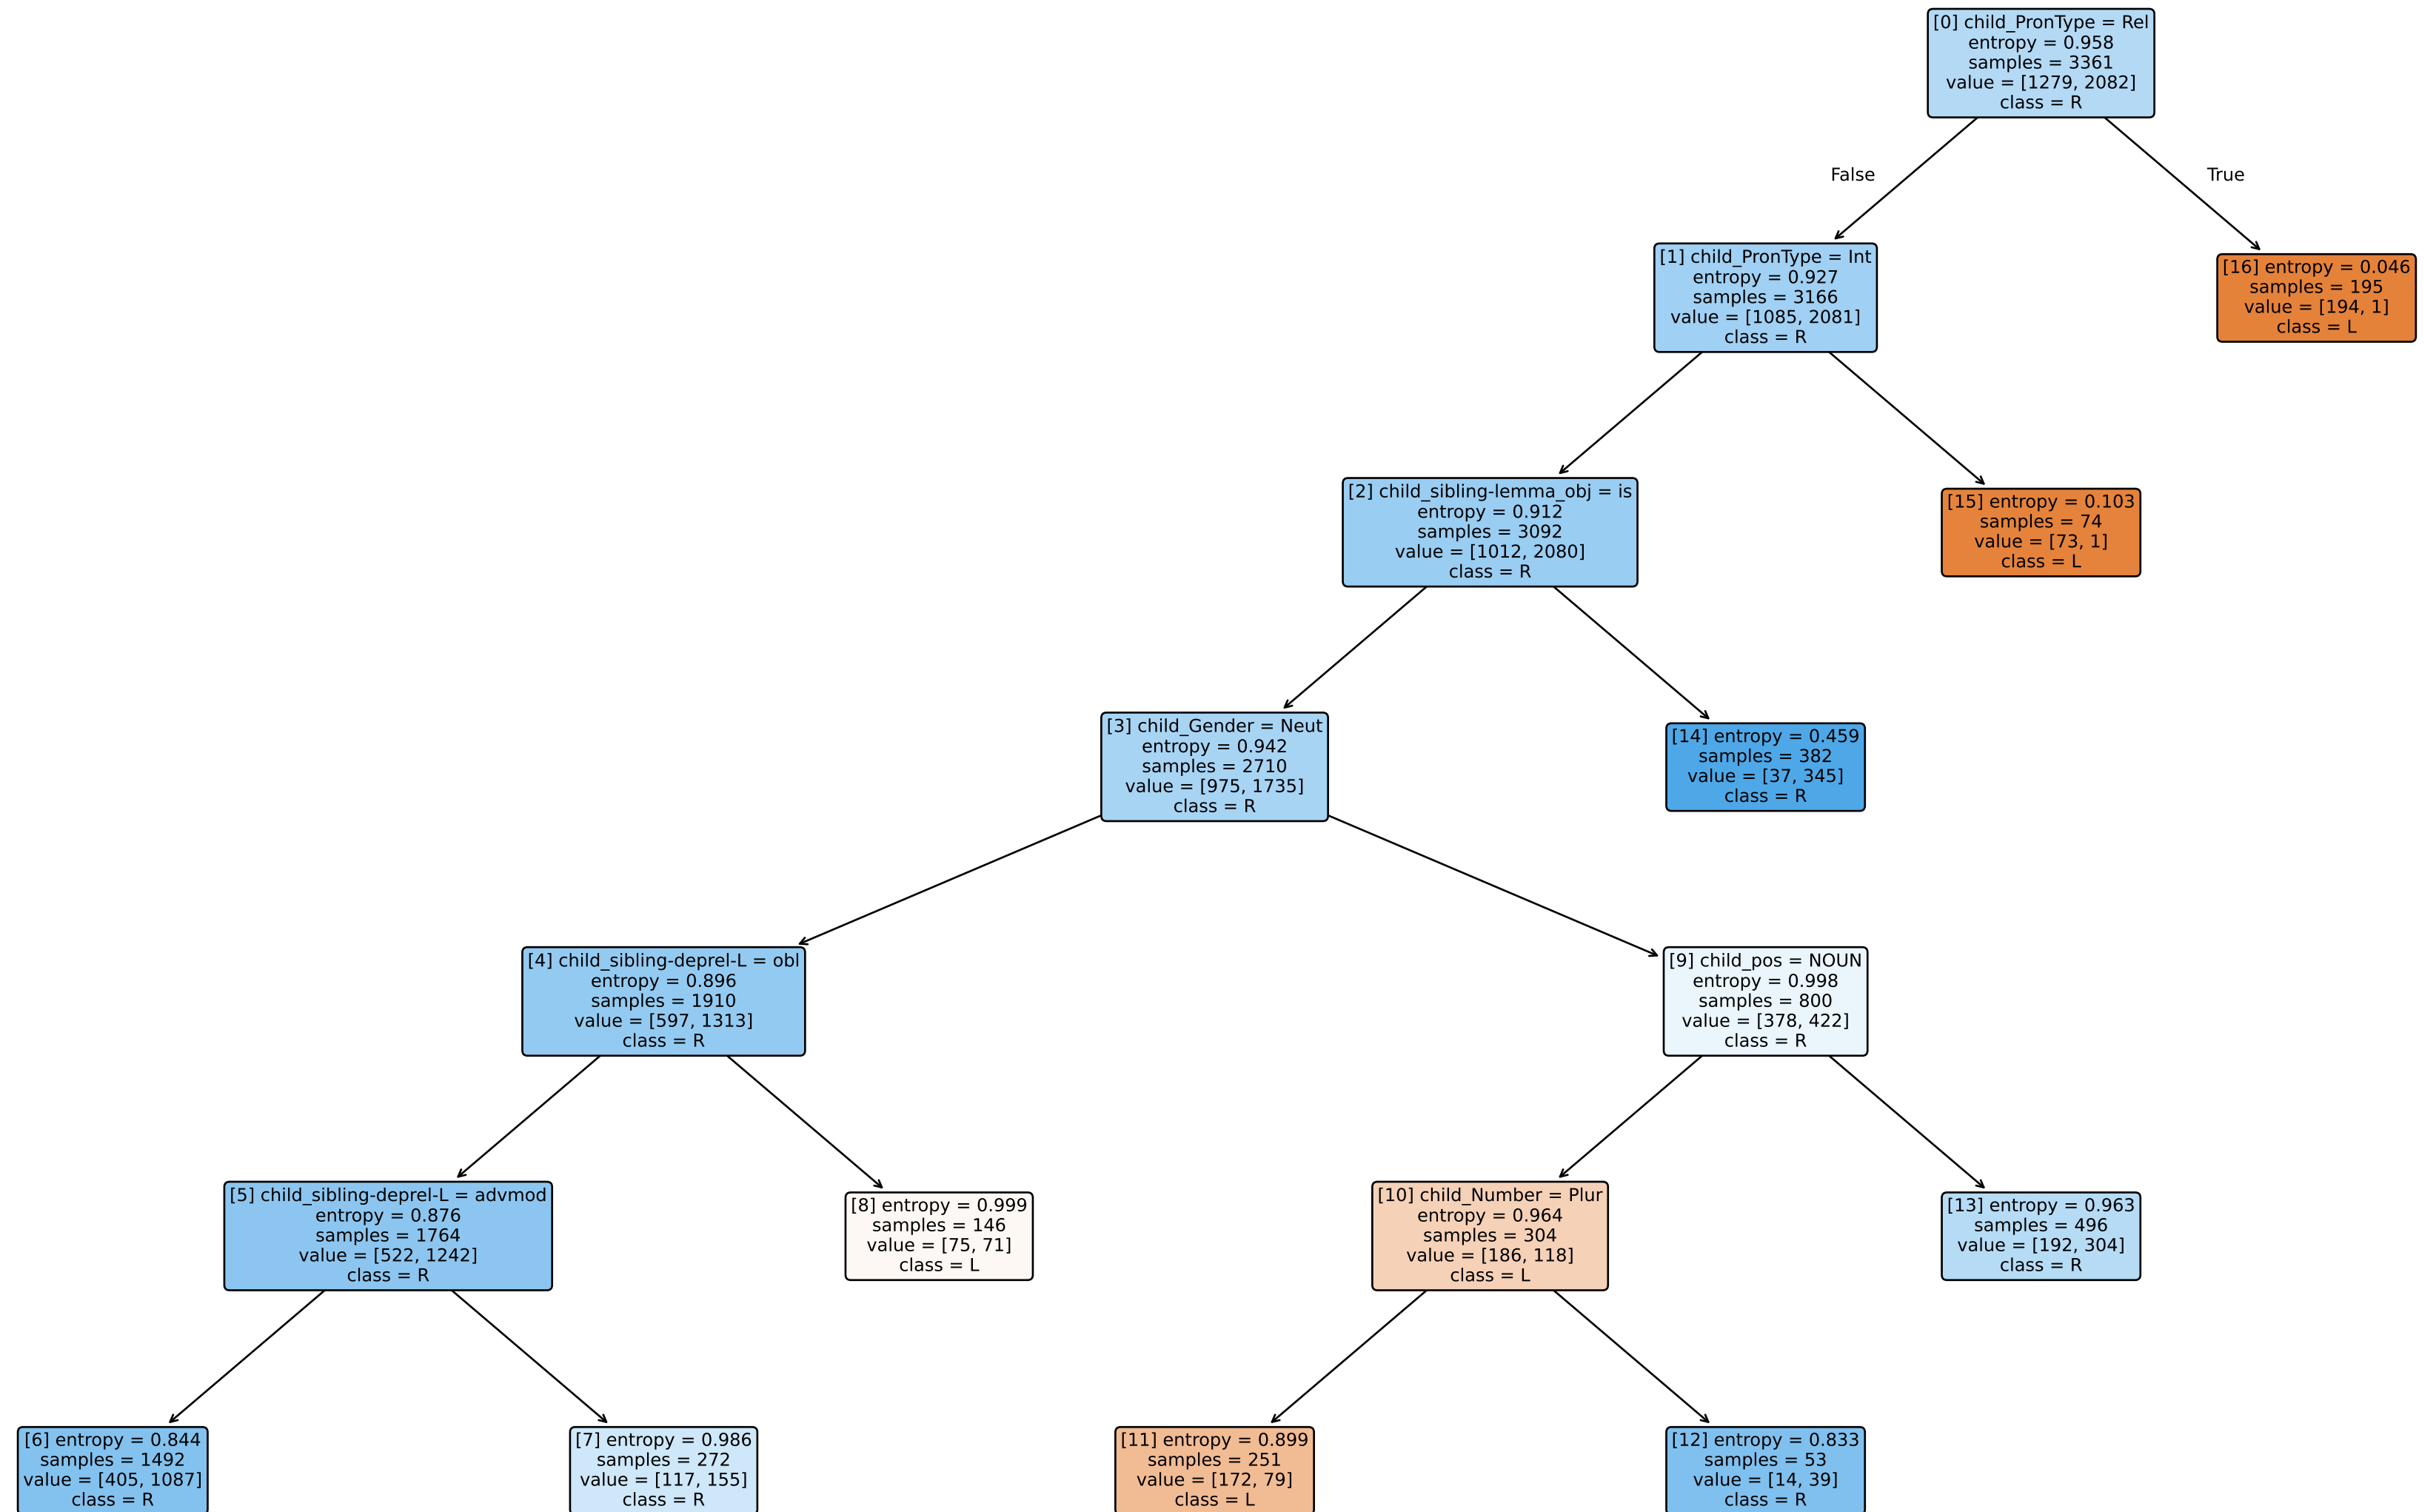 [0] child_PronType = Rel
entropy = 0.958
samples = 3361
value = [1279, 2082]
class = R
False
True
[1] child_PronType = Int
entropy = 0.927
samples = 3166
value = [1085, 2081]
class = R
[16] entropy = 0.046
samples = 195
value = [194, 1]
class = L
[2] child_sibling-lemma_obj = is
entropy = 0.912
samples = 3092
value = [1012, 2080]
class = R
[15] entropy = 0.103
samples = 74
value = [73, 1]
class = L
[3] child_Gender = Neut
entropy = 0.942
samples = 2710
value = [975, 1735]
class = R
[14] entropy = 0.459
samples = 382
value = [37, 345]
class = R
[4] child_sibling-deprel-L = obl
entropy = 0.896
samples = 1910
value = [597, 1313]
class = R
[9] child_pos = NOUN
entropy = 0.998
samples = 800
value = [378, 422]
class = R
[5] child_sibling-deprel-L = advmod
entropy = 0.876
samples = 1764
value = [522, 1242]
class = R
[8] entropy = 0.999
samples = 146
value = [75, 71]
class = L
[10] child_Number = Plur
entropy = 0.964
samples = 304
value = [186, 118]
class = L
[13] entropy = 0.963
samples = 496
value = [192, 304]
class = R
[6] entropy = 0.844
samples = 1492
value = [405, 1087]
class = R
[7] entropy = 0.986
samples = 272
value = [117, 155]
class = R
[11] entropy = 0.899
samples = 251
value = [172, 79]
class = L
[12] entropy = 0.833
samples = 53
value = [14, 39]
class = R